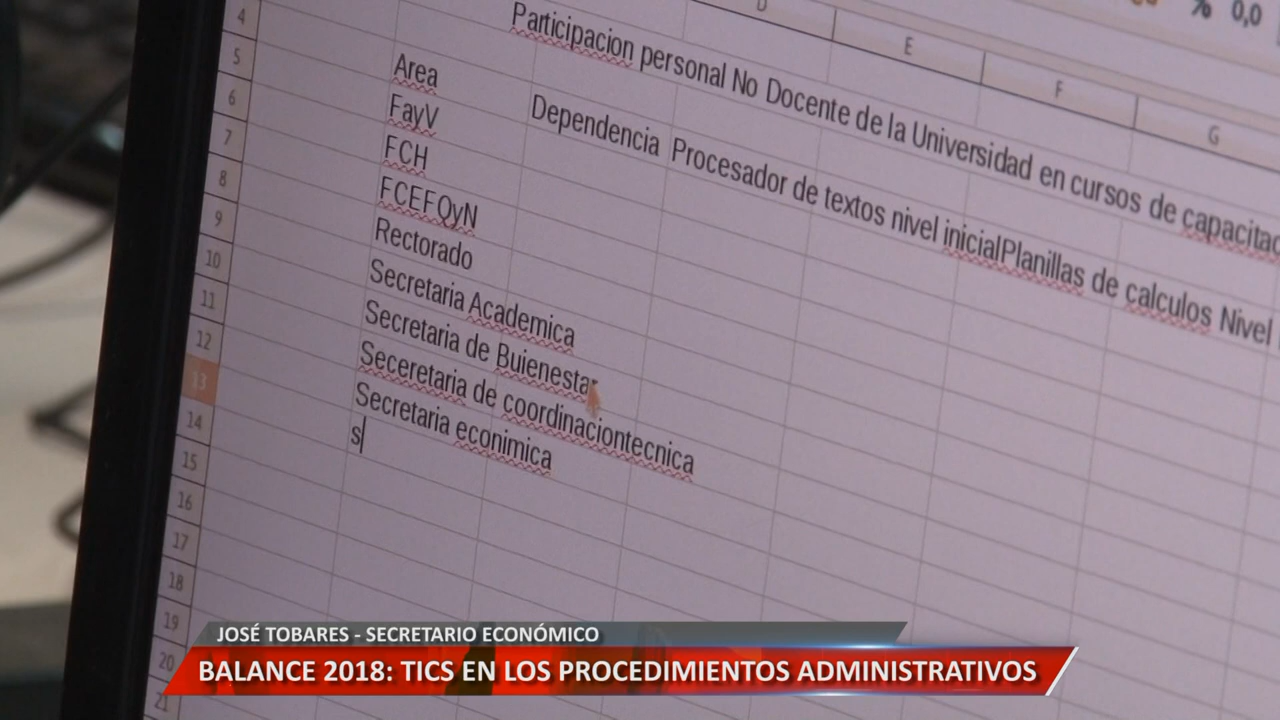 % 0,0
D E F G
4 Participacion personal No Docente de la Universidad en cursos de
5 Area Dependencia Procesador de textos nivel inicialPlanillas de calculos Nivel
6 FayV
7 FCH
8 FCEFQyN
9 Rectorado
10 Secretaria Academica
11 Secretaria de Buienestar
12 Seceretaria de coordinaciontecnica
13 Secretaria econimica
14 s
15
16
17
18
19
20
21
JOSÉ TOBARES - SECRETARIO ECONÓMICO
BALANCE 2018: TICS EN LOS PROCEDIMIENTOS ADMINISTRATIVOS